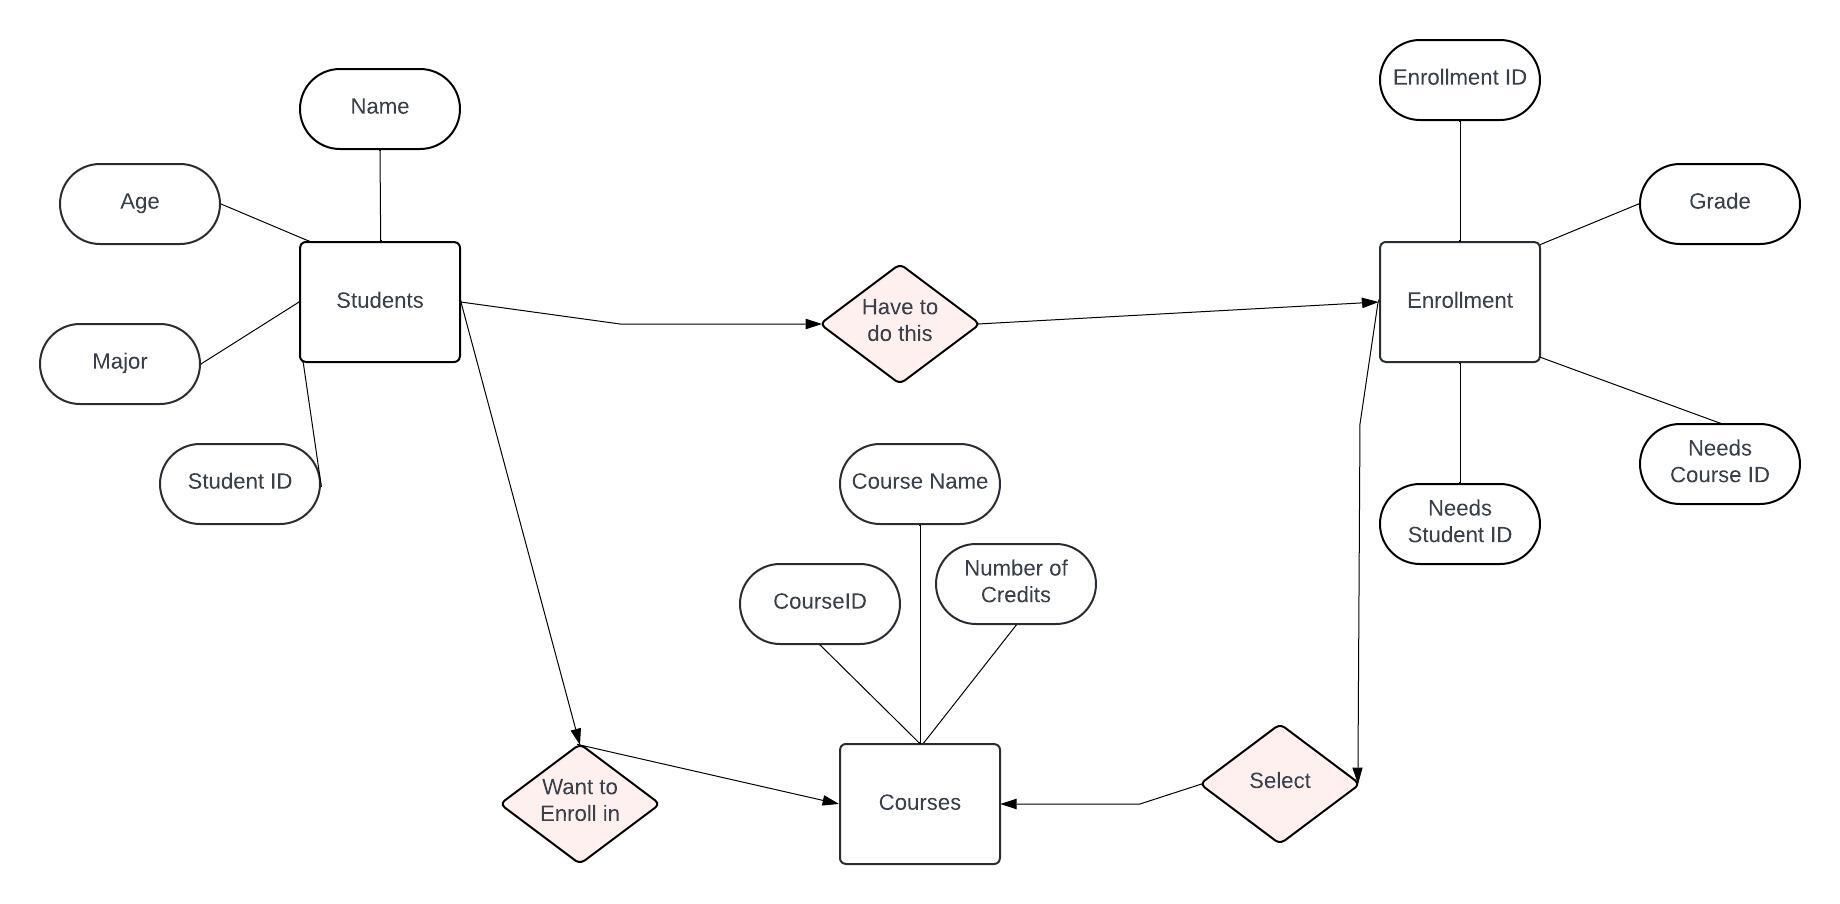 Enrollment ID
Name
Age
Grade
Students
Have to
do this
Enrollment
Major
Needs
Course ID
Student ID
Course Name
Needs
Student ID
Number of
Credits
CourseID
Want to
Enroll in
Courses
Select